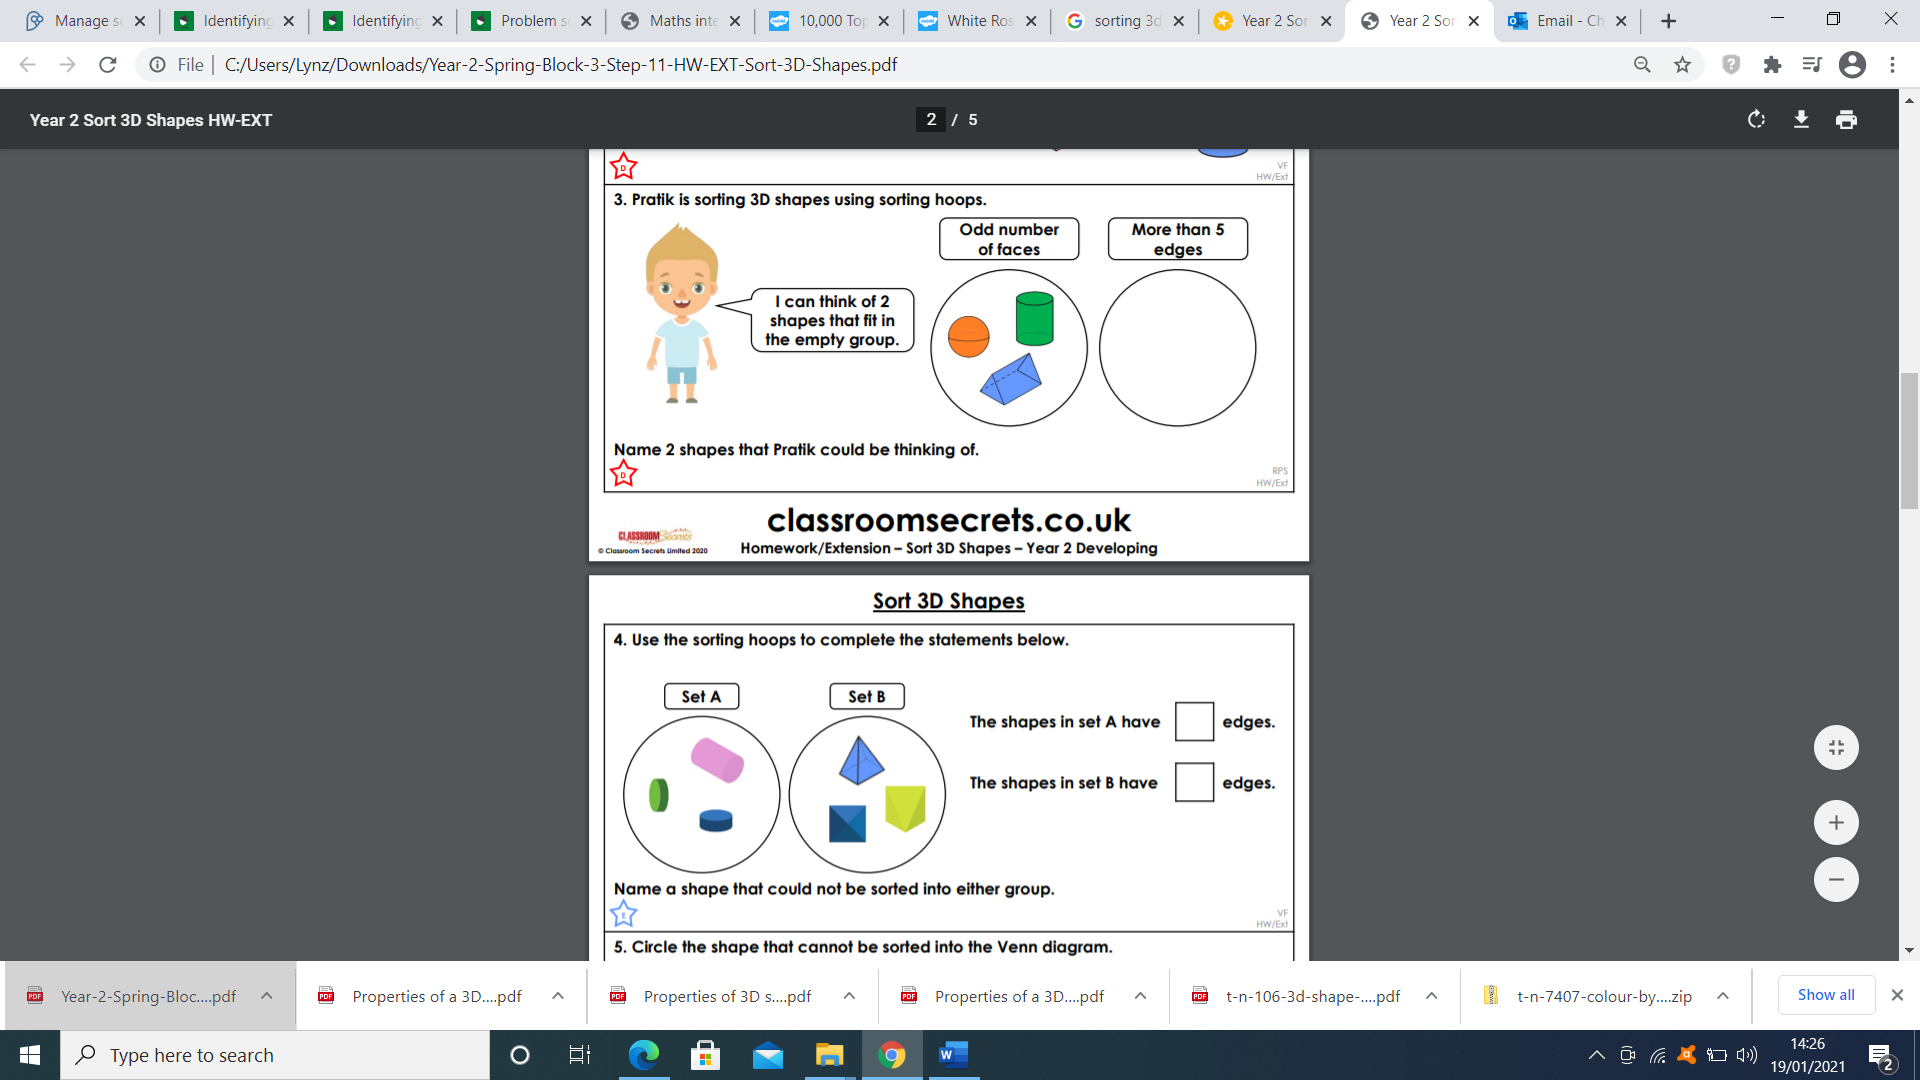 Manage sc
Identifying
Identifying
Problem s
Maths inte
10,000 Top
White Ros
sorting 3d
Year 2 Sor
Year 2 Sor
Email - Ch
File
C:/Users/Lynz/Downloads/Year-2-Spring-Block-3-Step-11-HW-EXT-Sort-3D-Shapes.pdf
Year 2 Sort 3D Shapes HW-EXT
2 / 5
D
VF
HW/Ext
3. Pratik is sorting 3D shapes using sorting hoops.
Odd number
of faces
More than 5
edges
I can think of 2
shapes that fit in
the empty group.
Name 2 shapes that Pratik could be thinking of.
D
RPS
HW/Ext
CLASSROOM Secrets
© Classroom Secrets Limited 2020
classroomsecrets.co.uk
Homework/Extension – Sort 3D Shapes – Year 2 Developing
Sort 3D Shapes
4. Use the sorting hoops to complete the statements below.
Set A
Set B
The shapes in set A have edges.
The shapes in set B have edges.
Name a shape that could not be sorted into either group.
E
VF
HW/Ext
5. Circle the shape that cannot be sorted into the Venn diagram.
Year-2-Spring-Bloc....pdf
Properties of a 3D....pdf
Properties of 3D s....pdf
Properties of a 3D....pdf
t-n-106-3d-shape-....pdf
t-n-7407-colour-by....zip
Show all
Type here to search
14:26
19/01/2021
2